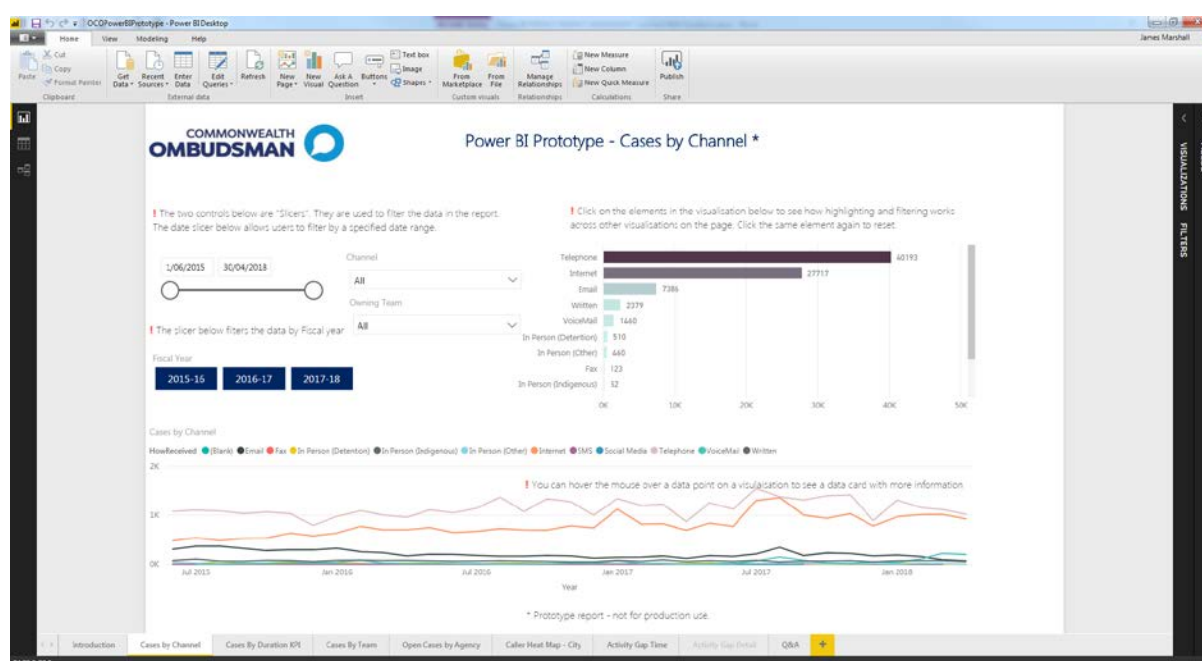 OCOPowerBIPrototype - Power BI Desktop
Home View Modeling Help
James Marshall
Paste
Cut
Copy
Format Painter
Clipboard
Get Data
Recent Sources
Enter Data
Edit Queries
External data
Refresh
New Page
New Visual
Ask A Question
Buttons
Text box
Image
Shapes
Insert
From Marketplace
From File
Custom visuals
Manage Relationships
Relationships
New Measure
New Column
New Quick Measure
Calculations
Publish
Share
COMMONWEALTH
OMBUDSMAN
Power BI Prototype - Cases by Channel *
! The two controls below are "Slicers". They are used to filter the data in the report.
The date slicer below allows users to filter by a specified date range.
! Click on the elements in the visualisation below to see how highlighting and filtering works
across other visualisations on the page. Click the same element again to reset.
1/06/2015 30/04/2018
Channel
All
Owning Team
All
! The slicer below filters the data by Fiscal year
Fiscal Year
2015-16 2016-17 2017-18
Telephone 40193
Internet 27717
Email 7386
Written 2379
VoiceMail 1440
In Person (Detention) 510
In Person (Other) 440
Fax 123
In Person (Indigenous) 52
0K 10K 20K 30K 40K 50K
Cases by Channel
HowReceived (Blank) Email Fax In Person (Detention) In Person (Indigenous) In Person (Other) Internet SMS Social Media Telephone VoiceMail Written
2K
! You can hover the mouse over a data point on a visulaisation to see a data card with more information
1K
0K
Jul 2015 Jan 2016 Jul 2016 Jan 2017 Jul 2017 Jan 2018
Year
* Prototype report - not for production use.
VISUALIZATIONS
FILTERS
Introduction Cases by Channel Cases By Duration KPI Cases By Team Open Cases by Agency Caller Heat Map - City Activity Gap Time Activity Gap Detail Q&A +